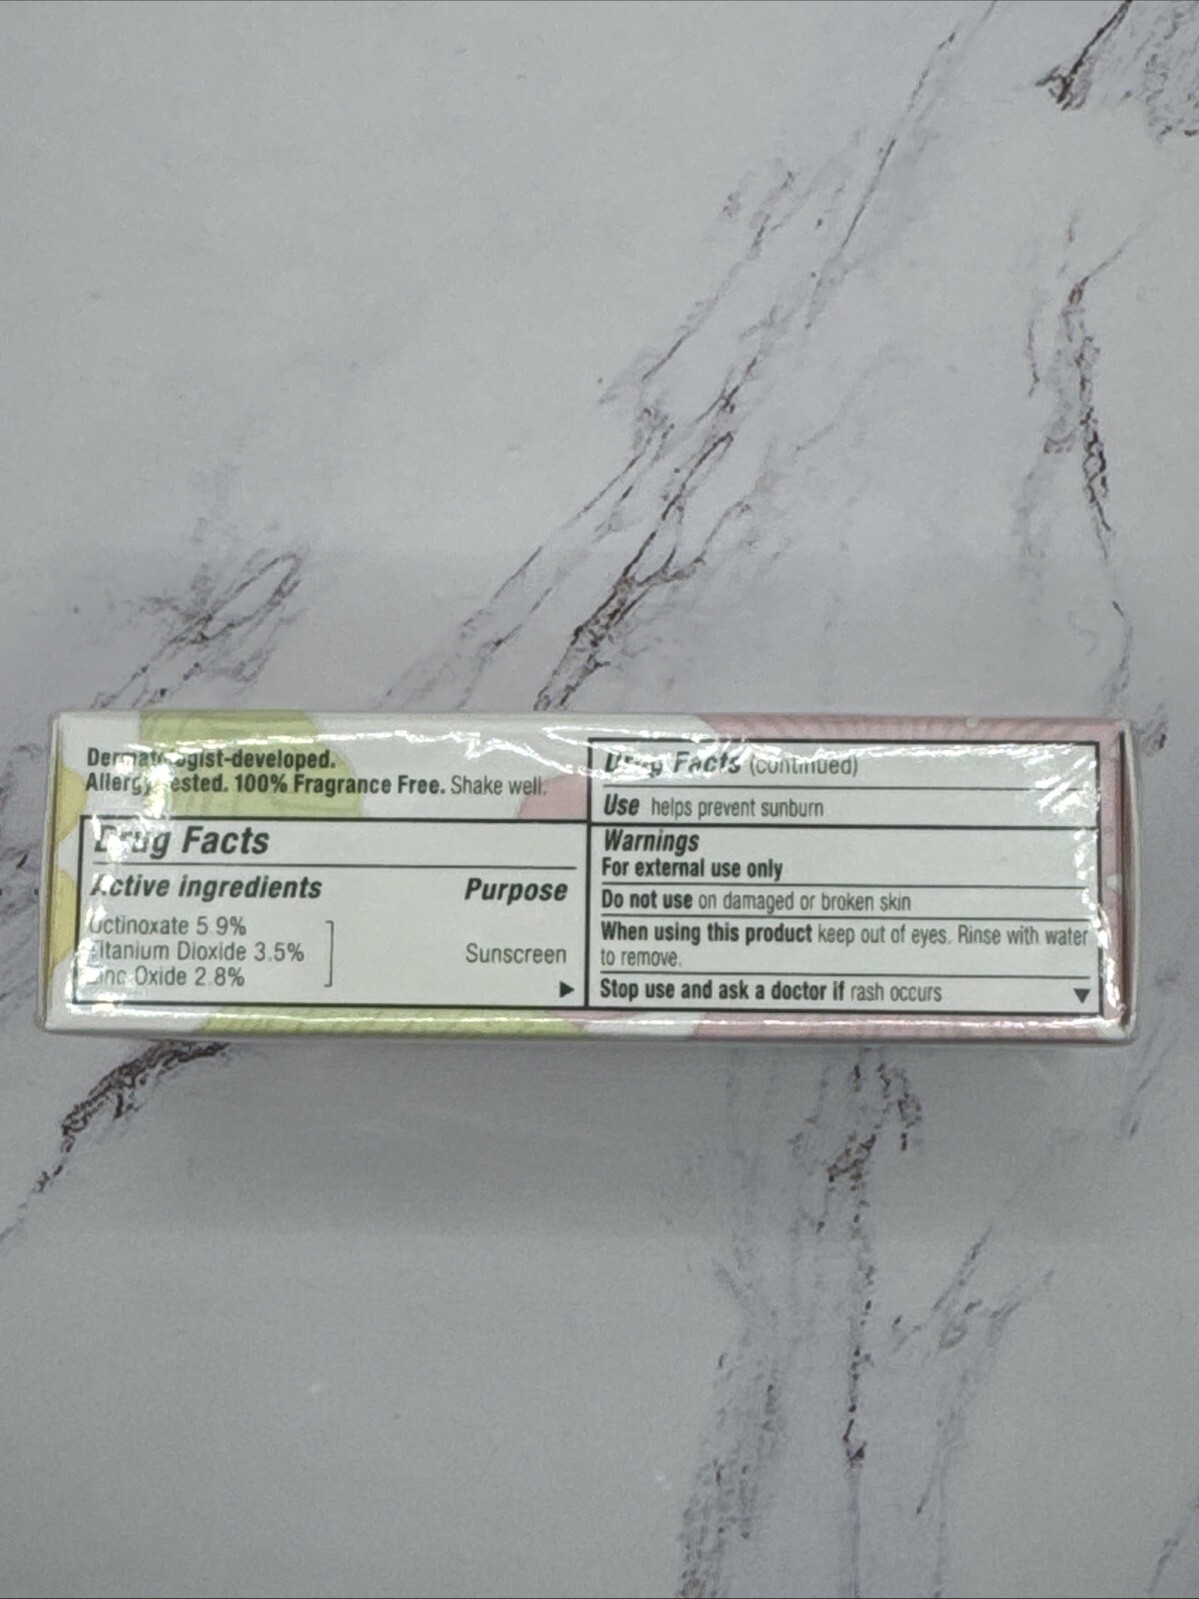 Dermatologist-developed.
Allergy Tested. 100% Fragrance Free. Shake well.
Drug Facts
Active ingredients Purpose
Octinoxate 5.9%
Titanium Dioxide 3.5% Sunscreen
Zinc Oxide 2.8%
Drug Facts (continued)
Use helps prevent sunburn
Warnings
For external use only
Do not use on damaged or broken skin
When using this product keep out of eyes. Rinse with water
to remove.
Stop use and ask a doctor if rash occurs